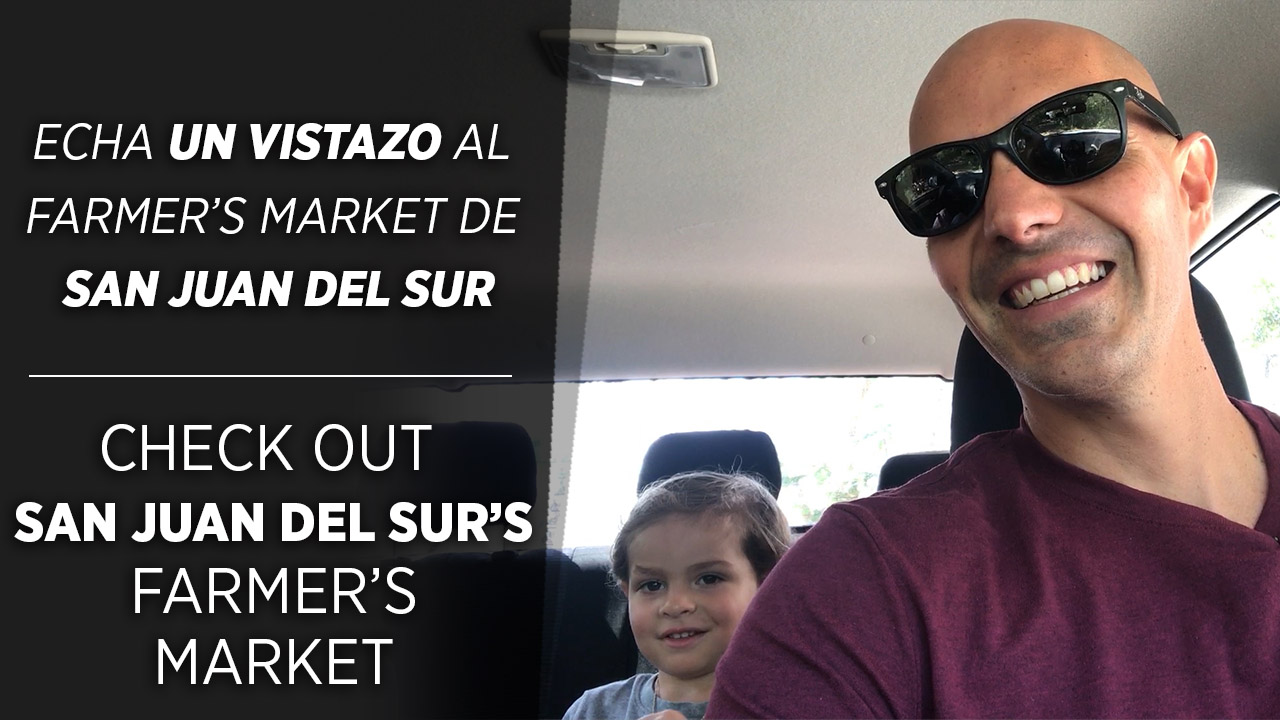 ECHA UN VISTAZO AL
FARMER’S MARKET DE
SAN JUAN DEL SUR
CHECK OUT
SAN JUAN DEL SUR’S
FARMER’S
MARKET